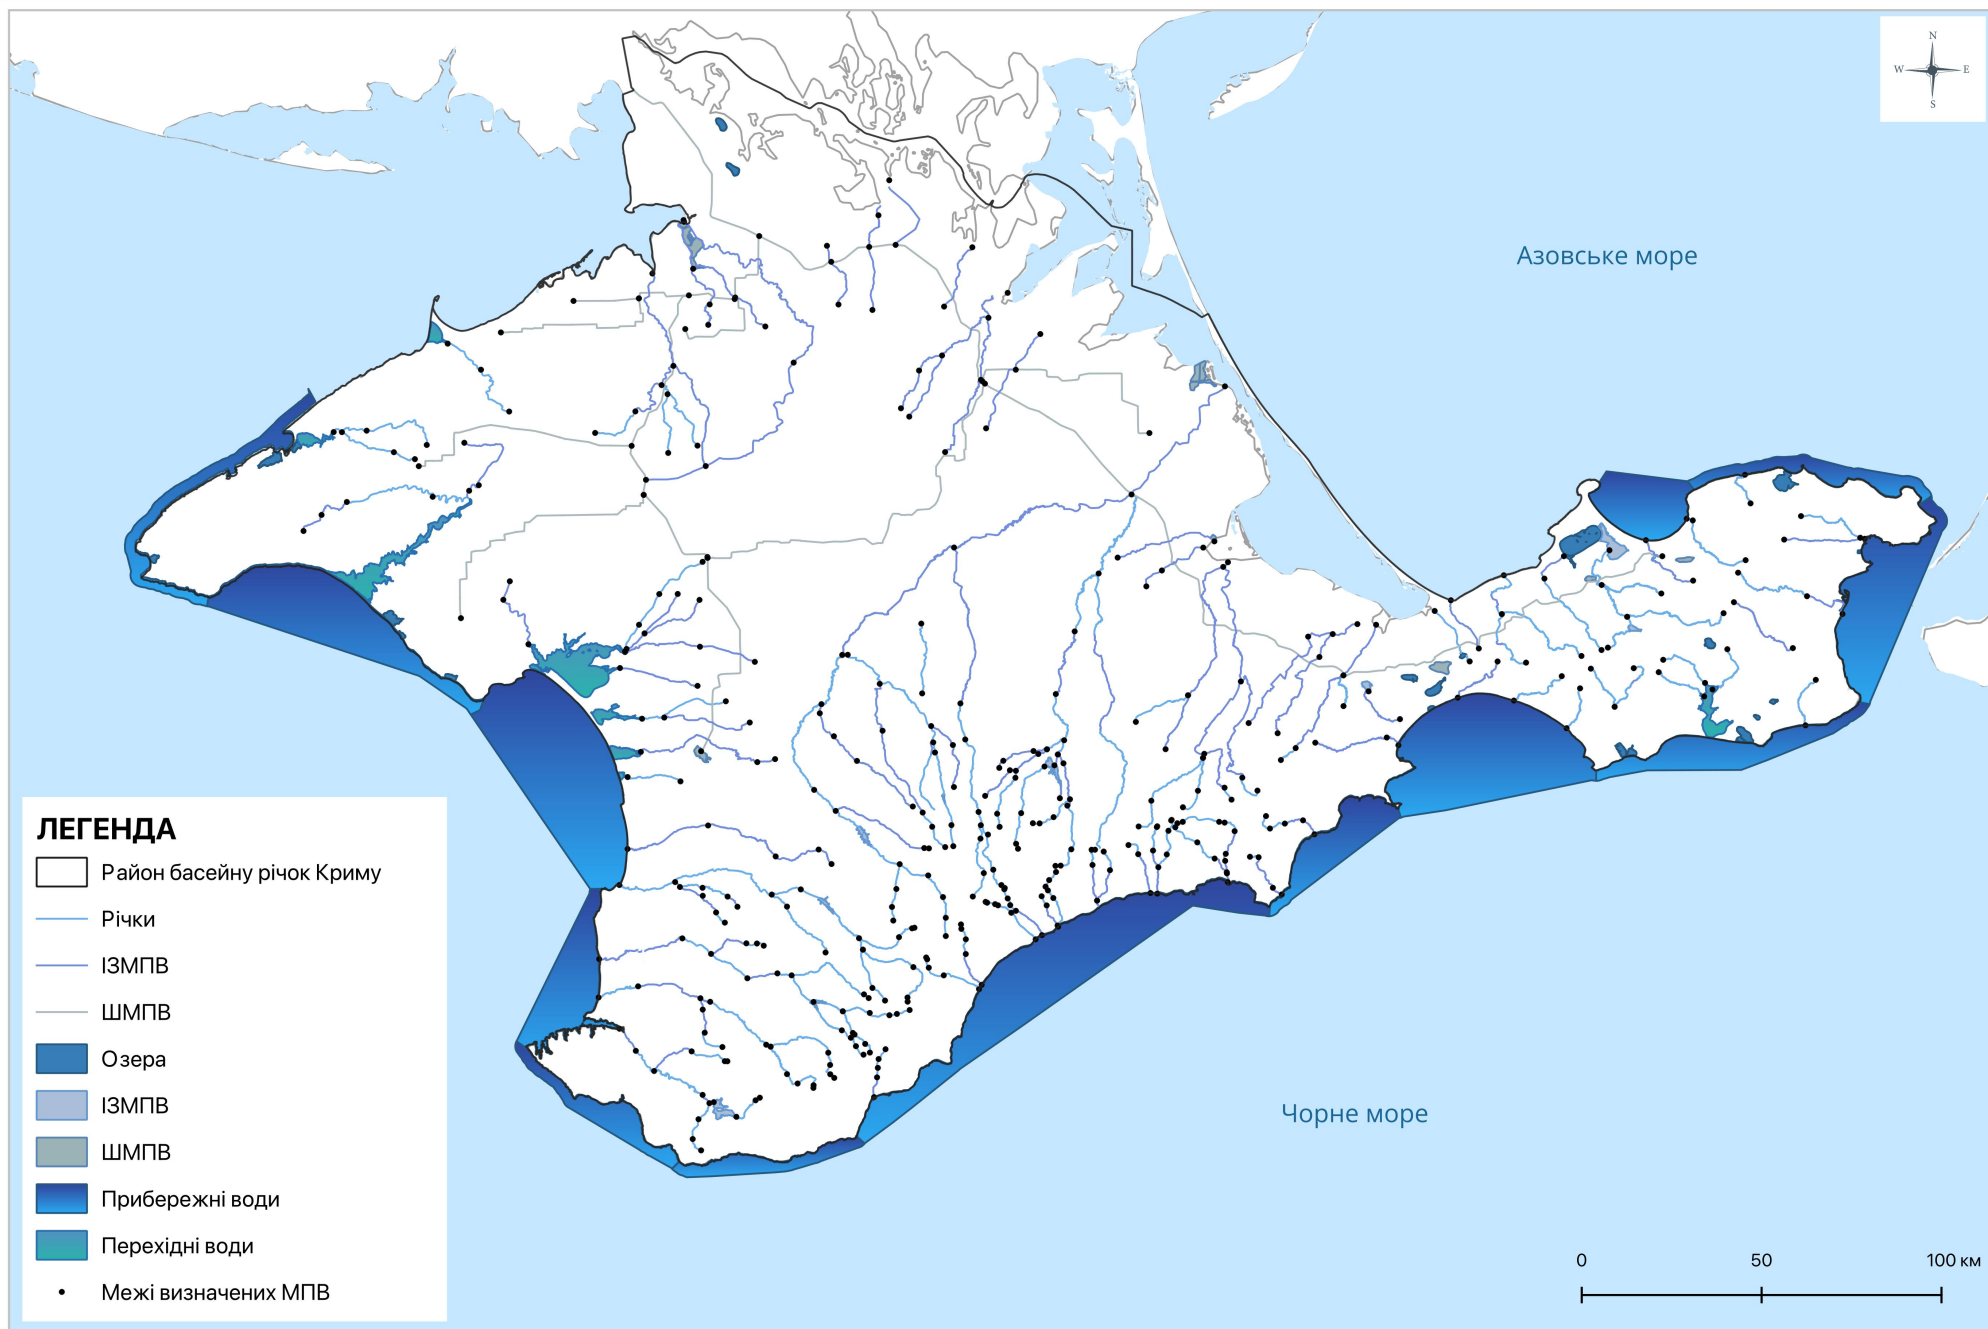 N
W E
S
Азовське море
Чорне море
ЛЕГЕНДА
Район басейну річок Криму
Річки
ІЗМПВ
ШМПВ
Озера
ІЗМПВ
ШМПВ
Прибережні води
Перехідні води
Межі визначених МПВ
0 50 100 км